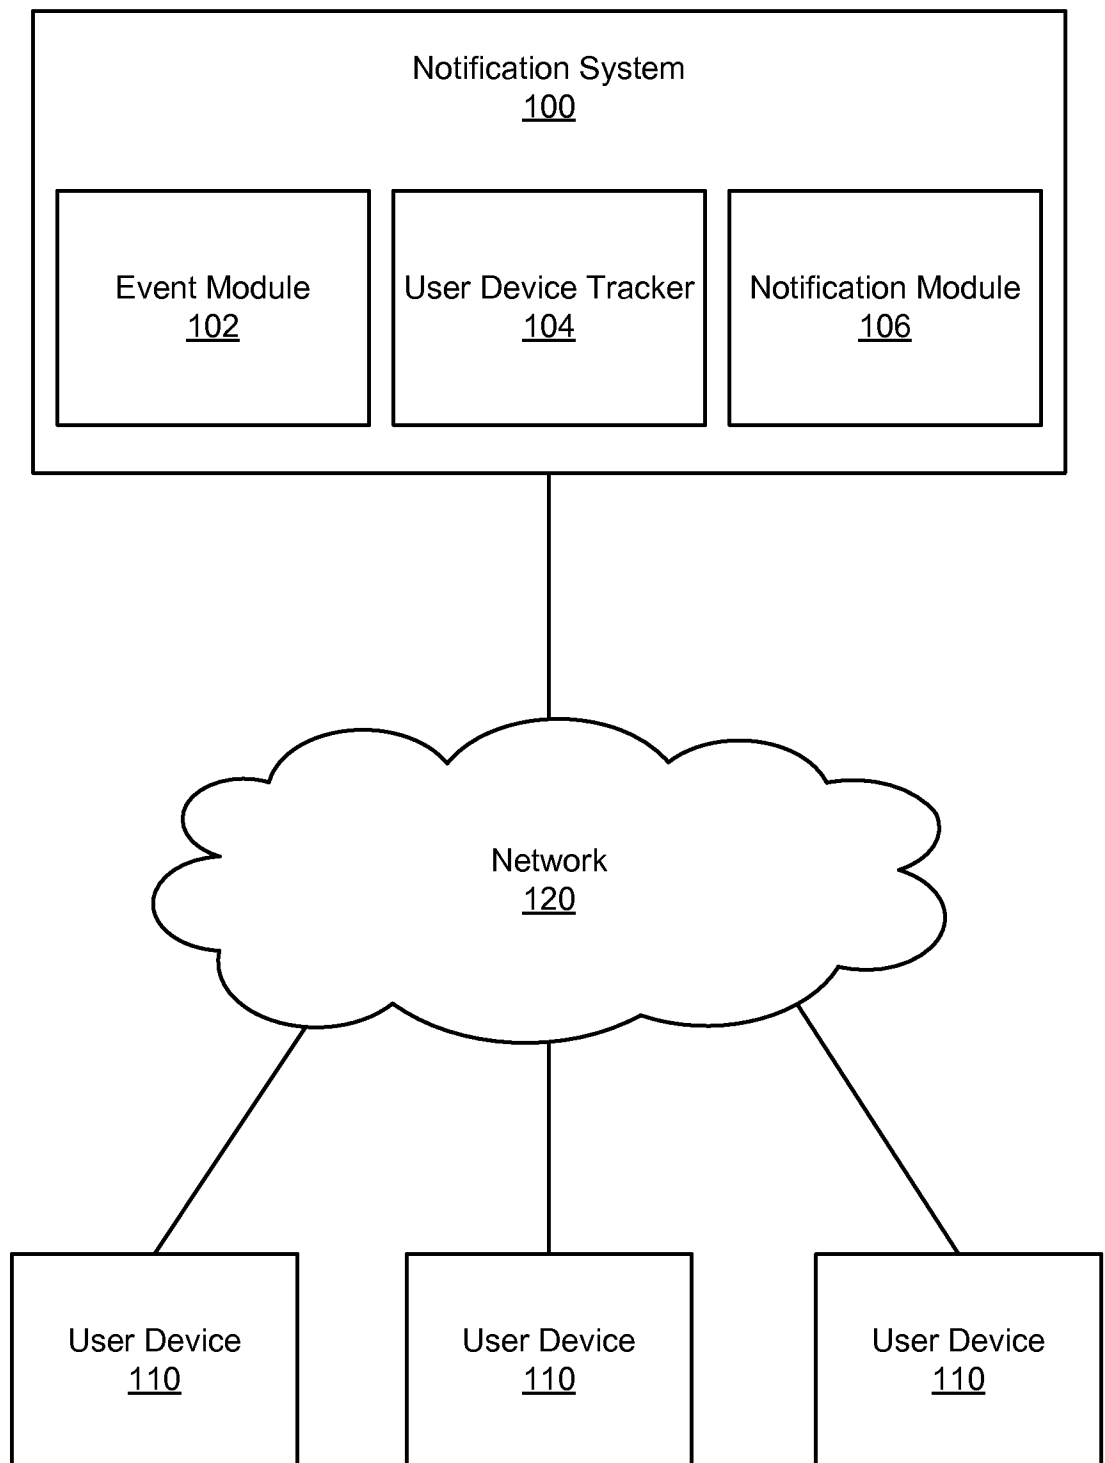 Notification System
100
Event Module
102
User Device Tracker
104
Notification Module
106
Network
120
User Device
110
User Device
110
User Device
110